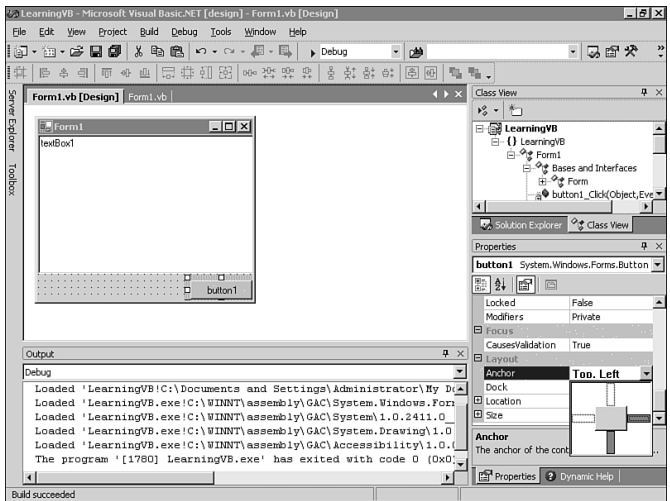 LearningVB - Microsoft Visual Basic.NET [design] - Form1.vb [Design]
File Edit View Project Build Debug Tools Window Help
Debug
Server Explorer
Toolbox
Form1.vb [Design] Form1.vb
Form1
textBox1
button1
Class View
LearningVB
{} LearningVB
Form1
Bases and Interfaces
Form
button1_Click(Object,Eve
Solution Explorer Class View
Properties
button1 System.Windows.Forms.Button
Locked False
Modifiers Private
Focus
CausesValidation True
Layout
Anchor Top, Left
Dock
Location
Size
Anchor
The anchor of the cont ...
Properties Dynamic Help
Output
Debug
Loaded 'LearningVB!C:\Documents and Settings\Administrator\My Do
Loaded 'LearningVB.exe!C:\WINNT\assembly\GAC\System.Windows.For
Loaded 'LearningVB.exe!C:\WINNT\assembly\GAC\System\1.0.2411.0_
Loaded 'LearningVB.exe!C:\WINNT\assembly\GAC\System.Drawing\1.0
Loaded 'LearningVB.exe!C:\WINNT\assembly\GAC\Accessibility\1.0.
The program '[1780] LearningVB.exe' has exited with code 0 (0x0
Build succeeded